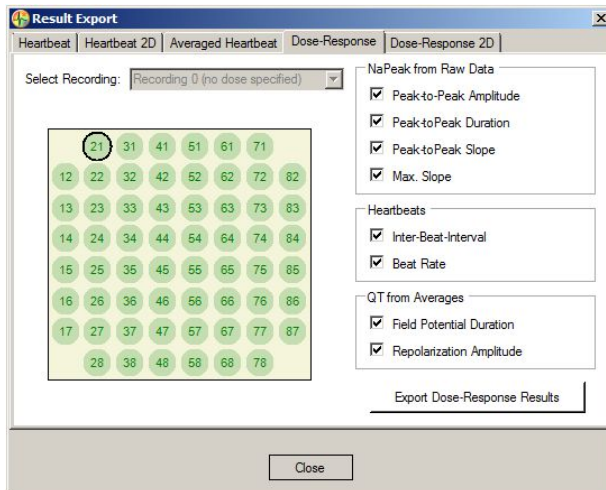 Result Export
Heartbeat Heartbeat 2D Averaged Heartbeat Dose-Response Dose-Response 2D
Select Recording: Recording 0 (no dose specified)
21 31 41 51 61 71
12 22 32 42 52 62 72 82
13 23 33 43 53 63 73 83
14 24 34 44 54 64 74 84
15 25 35 45 55 65 75 85
16 26 36 46 56 66 76 86
17 27 37 47 57 67 77 87
28 38 48 58 68 78
NaPeak from Raw Data
Peak-to-Peak Amplitude
Peak-toPeak Duration
Peak-toPeak Slope
Max. Slope
Heartbeats
Inter-Beat-Interval
Beat Rate
QT from Averages
Field Potential Duration
Repolarization Amplitude
Export Dose-Response Results
Close